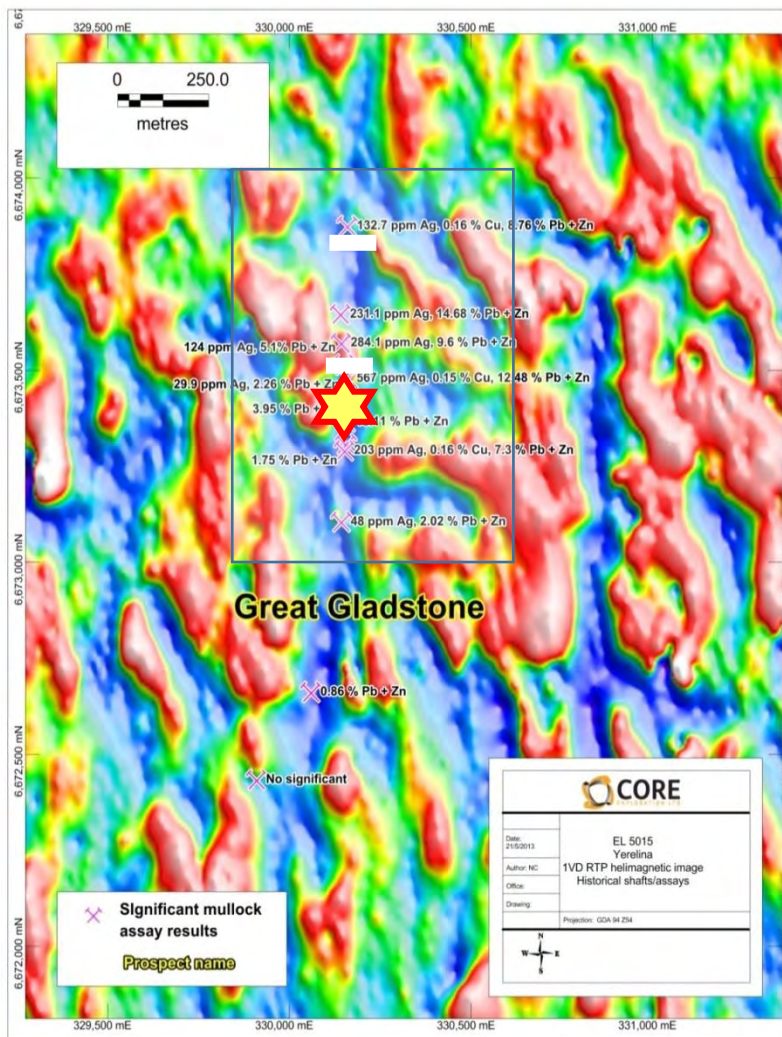 329,500 mE
330,000 mE
330,500 mE
331,000 mE
0 250.0
metres
6,674,000 mN
132.7 ppm Ag, 0.16 % Cu, 8.76 % Pb + Zn
231.1 ppm Ag, 14.68 % Pb + Zn
124 ppm Ag, 5.1% Pb + Zn
284.1 ppm Ag, 9.6 % Pb + Zn
6,673,500 mN
29.9 ppm Ag, 2.26 % Pb + Zn
567 ppm Ag, 0.15 % Cu, 12.48 % Pb + Zn
3.95 % Pb +
11 % Pb + Zn
1.75 % Pb + Zn
203 ppm Ag, 0.16 % Cu, 7.3 % Pb + Zn
48 ppm Ag, 2.02 % Pb + Zn
6,673,000 mN
Great Gladstone
0.86 % Pb + Zn
6,672,500 mN
No significant
CORE
EXPLORATION LTD
Date:
21/5/2013
Author: NC
Office:
Drawing:
EL 5015
Yerelina
1VD RTP helimagnetic image
Historical shafts/assays
Projection: GDA 94 Z54
N
W E
S
Significant mullock
assay results
Prospect name
6,672,000 mN
329,500 mE
330,000 mE
330,500 mE
331,000 mE